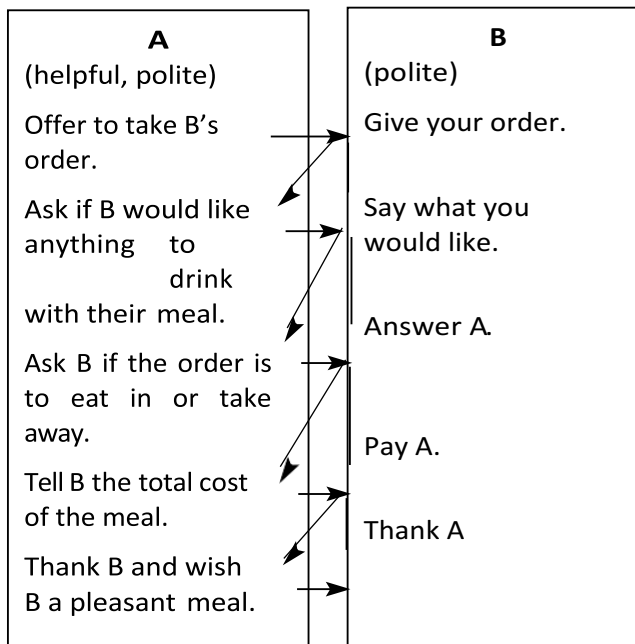 A
(helpful, polite)
Offer to take B’s
order.
Ask if B would like
anything to
drink
with their meal.
Ask B if the order is
to eat in or take
away.
Tell B the total cost
of the meal.
Thank B and wish
B a pleasant meal.
B
(polite)
Give your order.
Say what you
would like.
Answer A.
Pay A.
Thank A